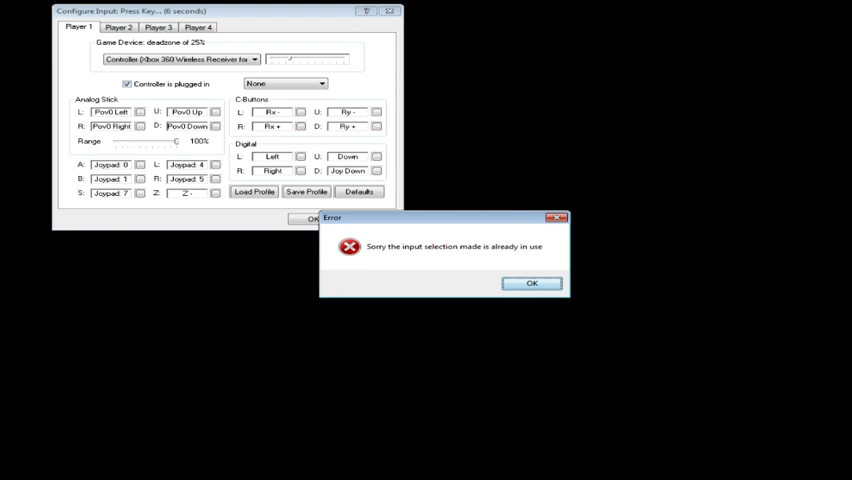 Configure Input: Press Key... (6 seconds)
Player 1 Player 2 Player 3 Player 4
Game Device: deadzone of 25%
Controller (Xbox 360 Wireless Receiver for
Controller is plugged in None
Analog Stick
L: Pov0 Left U: Pov0 Up
R: Pov0 Right D: Pov0 Down
Range 100%
C-Buttons
L: Rx - U: Ry -
R: Rx + D: Ry +
Digital
L: Left U: Down
R: Right D: Joy Down
A: Joypad: 0 L: Joypad: 4
B: Joypad: 1 R: Joypad: 5
S: Joypad: 7 Z: Z -
Load Profile Save Profile Defaults
OK
Error
Sorry the input selection made is already in use
OK